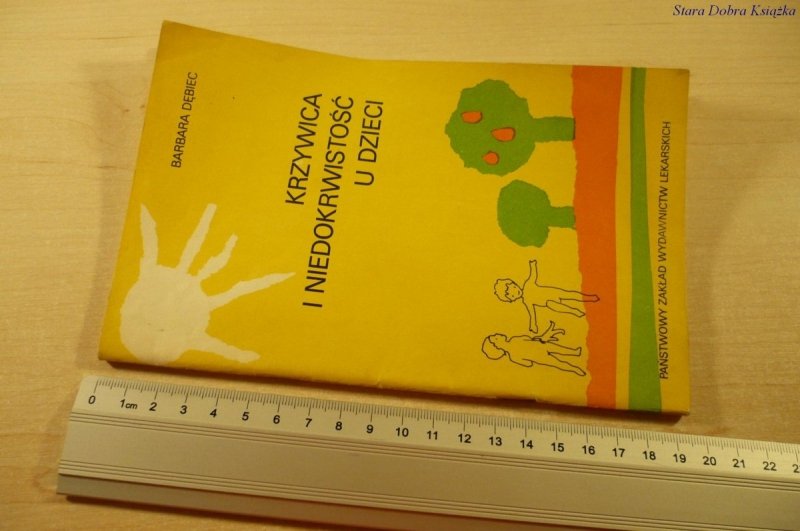 Stara Dobra Książka
BARBARA DĘBIEC
KRZYWICA
I NIEDOKRWISTOŚĆ
U DZIECI
PAŃSTWOWY ZAKŁAD WYDAWNICTW LEKARSKICH
0 1cm 2 3 4 5 6 7 8 9 10 11 12 13 14 15 16 17 18 19 20 21 22